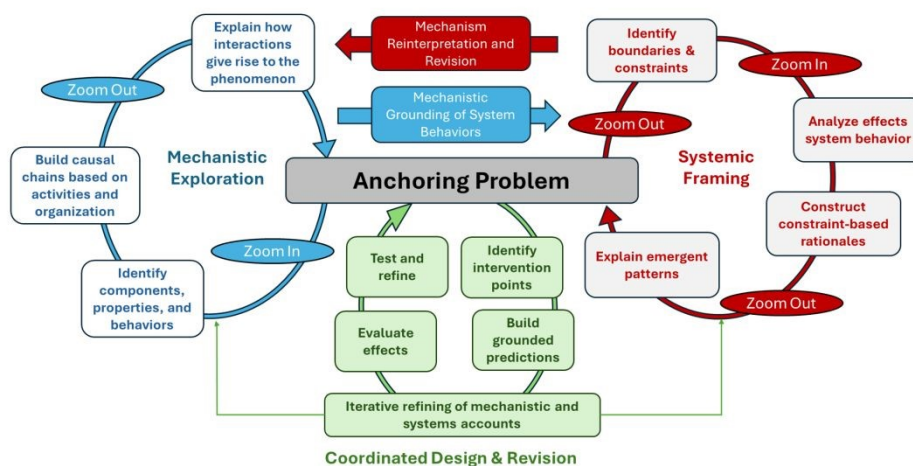 Explain how
interactions
give rise to the
phenomenon
Zoom Out
Build causal
chains based on
activities and
organization
Mechanistic
Exploration
Zoom In
Identify
components,
properties, and
behaviors
Mechanism
Reinterpretation and
Revision
Mechanistic
Grounding of System
Behaviors
Anchoring Problem
Identify
boundaries &
constraints
Zoom In
Zoom Out
Analyze effects
system behavior
Systemic
Framing
Construct
constraint-based
rationales
Explain emergent
patterns
Zoom Out
Test and
refine
Identify
intervention
points
Evaluate
effects
Build
grounded
predictions
Iterative refining of mechanistic and
systems accounts
Coordinated Design & Revision